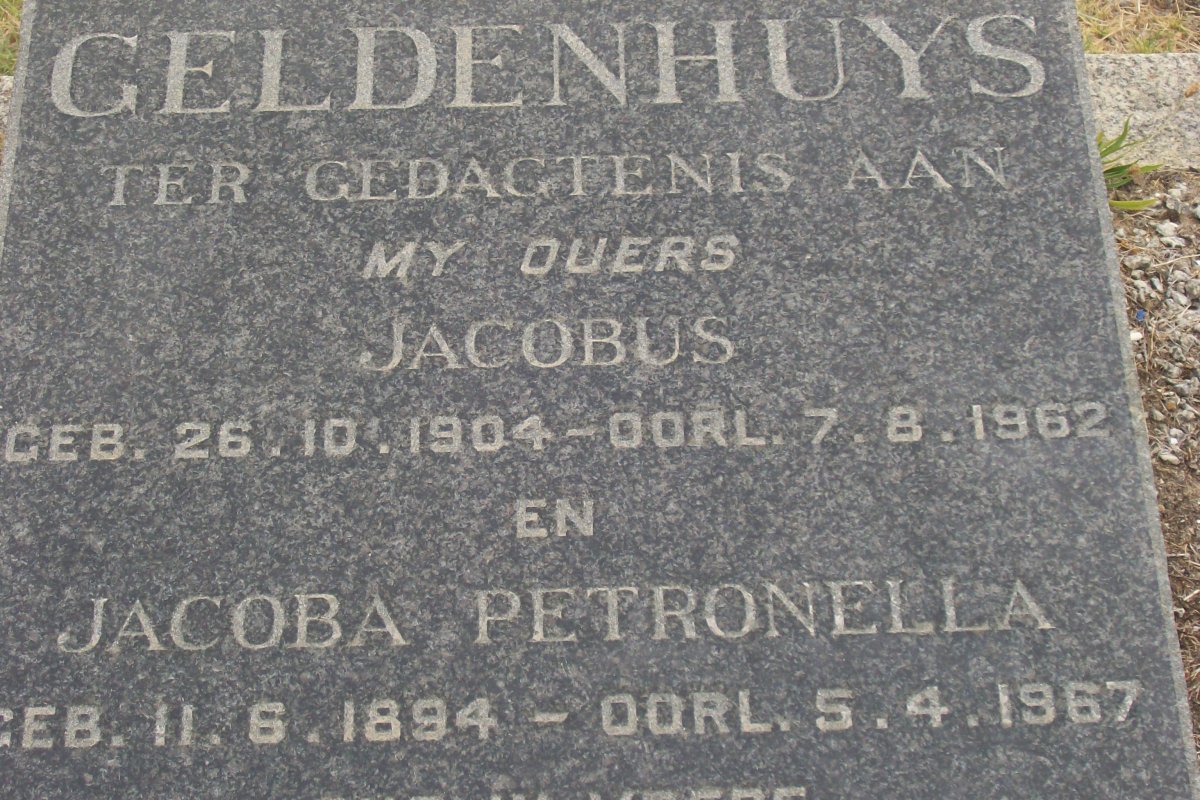 GELDENHUYS
TER GEDAGTENIS AAN
MY OUERS
JACOBUS
GEB. 26.10.1904 - OORL. 7.8.1962
EN
JACOBA PETRONELLA
GEB. 11.6.1894 - OORL. 5.4.1967